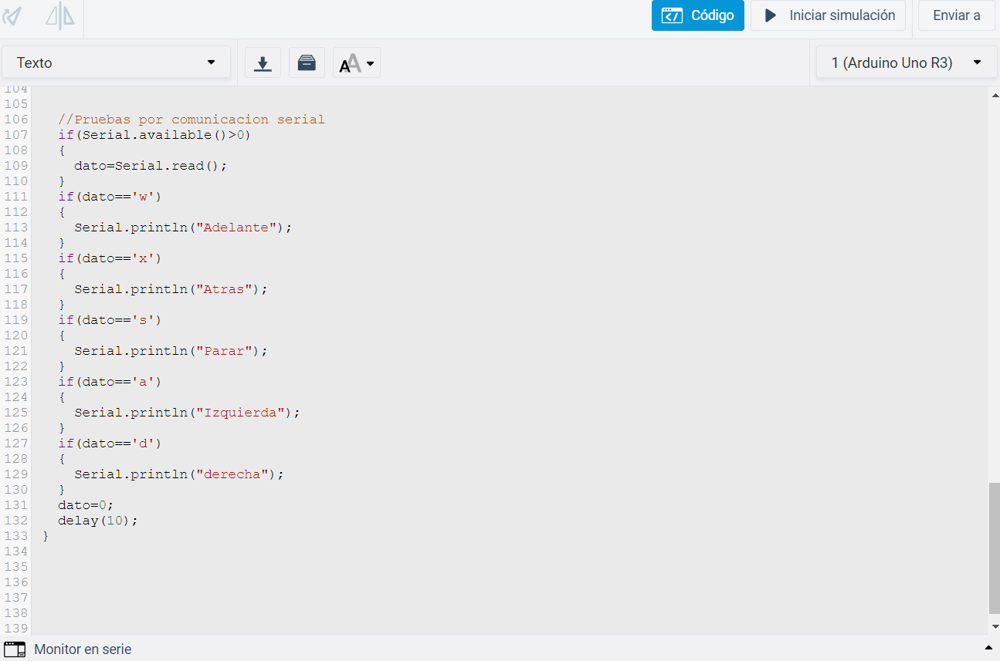 Código
Iniciar simulación
Enviar a
Texto
1 (Arduino Uno R3)
104
105
106 //Pruebas por comunicacion serial
107 if(Serial.available()>0)
108 {
109 dato=Serial.read();
110 }
111 if(dato=='w')
112 {
113 Serial.println("Adelante");
114 }
115 if(dato=='x')
116 {
117 Serial.println("Atras");
118 }
119 if(dato=='s')
120 {
121 Serial.println("Parar");
122 }
123 if(dato=='a')
124 {
125 Serial.println("Izquierda");
126 }
127 if(dato=='d')
128 {
129 Serial.println("derecha");
130 }
131 dato=0;
132 delay(10);
133 }
134
135
136
137
138
139
Monitor en serie